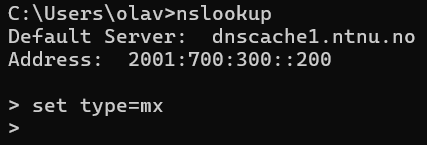 C:\Users\olav>nslookup
Default Server:  dnscache1.ntnu.no
Address:  2001:700:300::200

> set type=mx
>